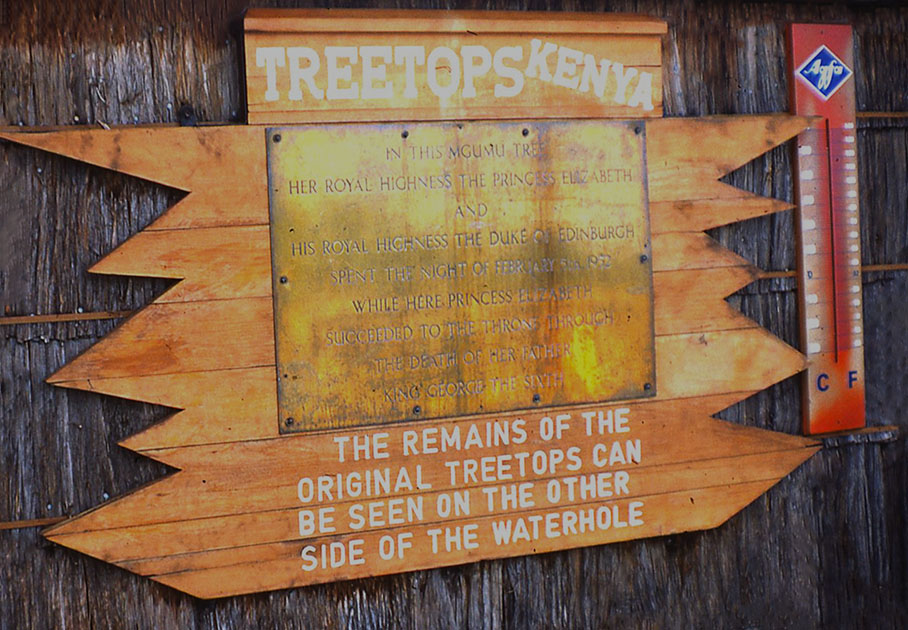 TREETOPS KENYA
Agfa
IN THIS MGUMU TREE
HER ROYAL HIGHNESS THE PRINCESS ELIZABETH
AND
HIS ROYAL HIGHNESS THE DUKE OF EDINBURGH
SPENT THE NIGHT OF FEBRUARY 5TH 1952
WHILE HERE PRINCESS ELIZABETH
SUCCEEDED TO THE THRONE THROUGH
THE DEATH OF HER FATHER
KING GEORGE THE SIXTH
C F
THE REMAINS OF THE
ORIGINAL TREETOPS CAN
BE SEEN ON THE OTHER
SIDE OF THE WATERHOLE